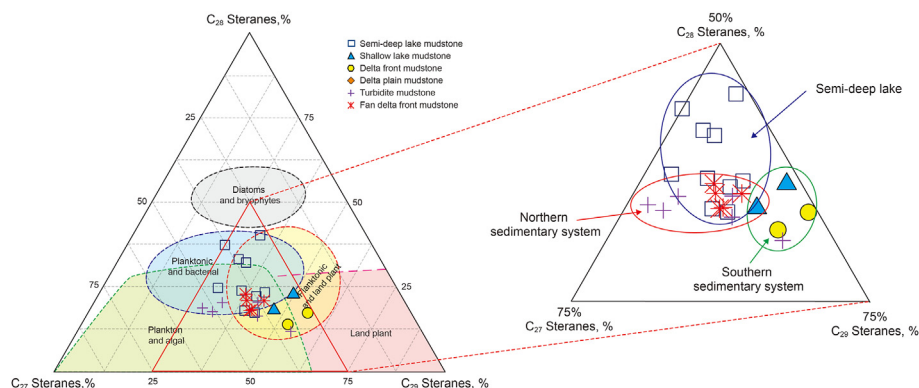 C28 Steranes,%
Semi-deep lake mudstone
Shallow lake mudstone
Delta front mudstone
Delta plain mudstone
Turbidite mudstone
Fan delta front mudstone
25
75
Diatoms
and bryophytes
50
50
Planktonic
and bacterial
Planktonic
and land plant
75
25
Plankton
and algal
Land plant
C27 Steranes,%
25
50
75
C29 Steranes, %
50%
C28 Steranes, %
Semi-deep lake
Northern
sedimentary system
Southern
sedimentary system
75%
C27 Steranes, %
75%
C29 Steranes, %